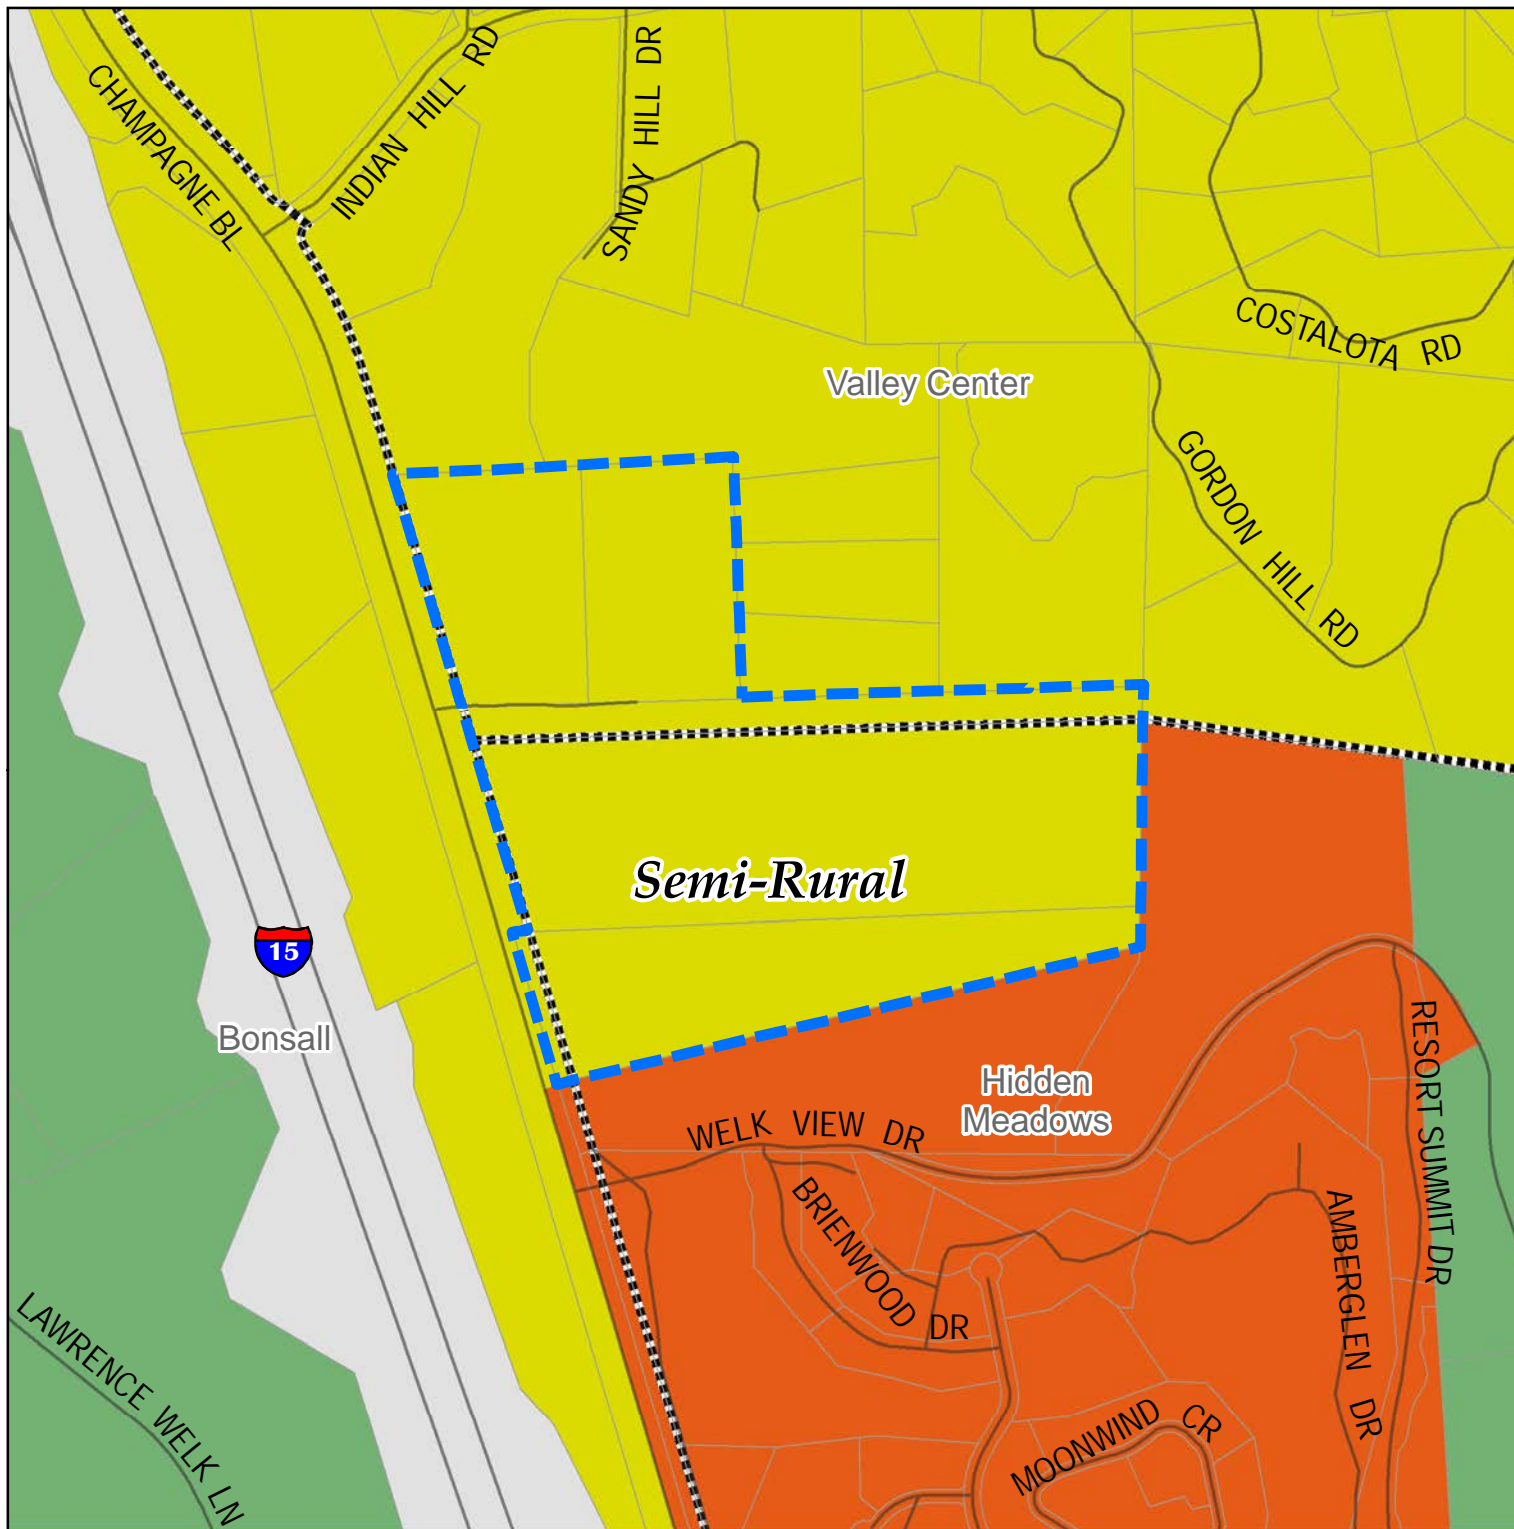 CHAMPAGNE BL
INDIAN HILL RD
SANDY HILL DR
COSTALOTA RD
Valley Center
GORDON HILL RD
Semi-Rural
15
Bonsall
RESORT SUMMIT DR
Hidden
Meadows
WELK VIEW DR
BRIENWOOD DR
AMBERGLEN DR
LAWRENCE WELK LN
MOONWIND CR